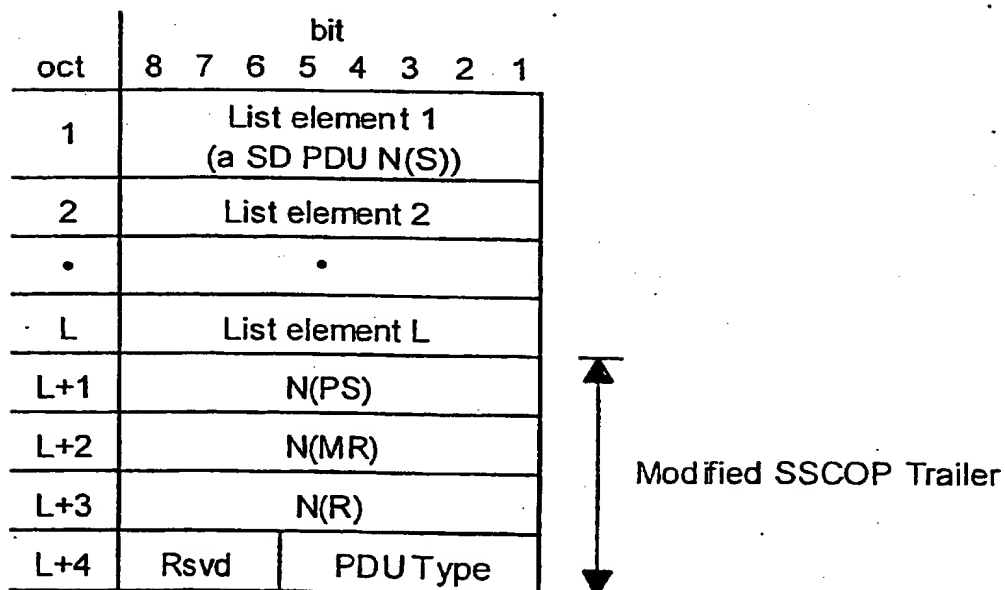 bit
oct 8 7 6 5 4 3 2 1
1 List element 1
(a SD PDU N(S))
2 List element 2
• •
L List element L
L+1 N(PS)
L+2 N(MR)
Modified SSCOP Trailer
L+3 N(R)
L+4 Rsvd PDU Type